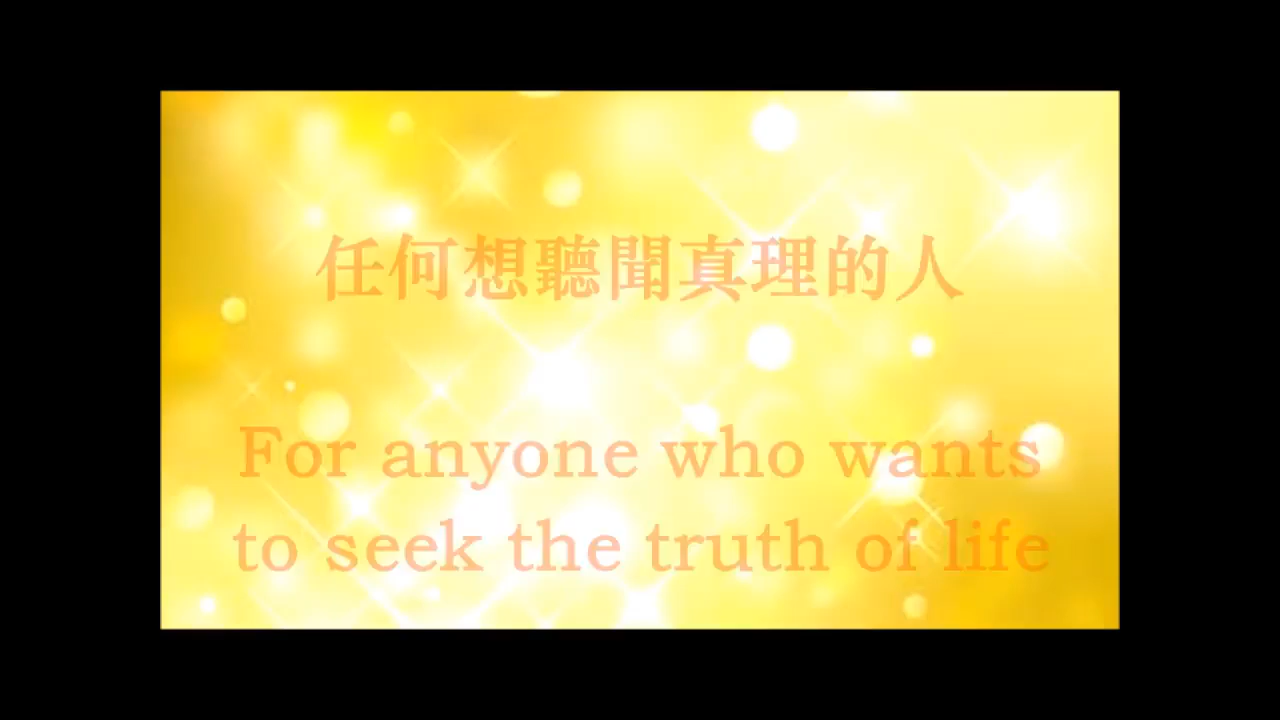 任何想聽聞真理的人
For anyone who wants
to seek the truth of life